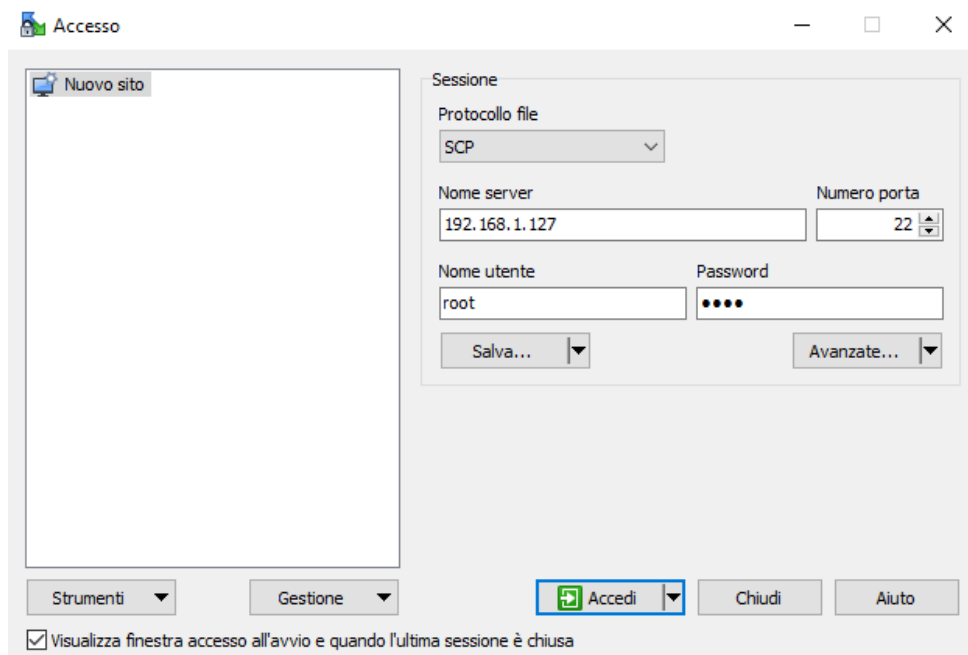 Accesso
Nuovo sito
Sessione
Protocollo file
SCP
Nome server
Numero porta
192.168.1.127
22
Nome utente
Password
root
••••
Salva...
Avanzate...
Strumenti
Gestione
Accedi
Chiudi
Aiuto
Visualizza finestra accesso all'avvio e quando l'ultima sessione è chiusa